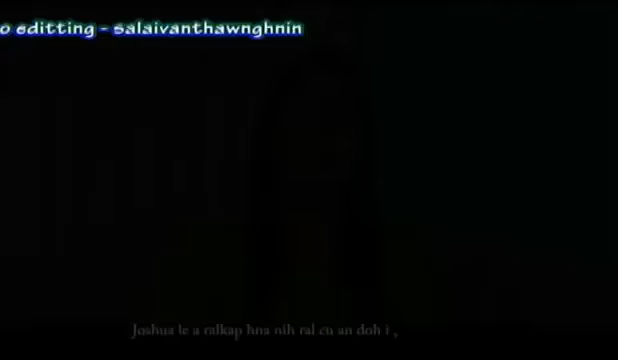 o editting - salaivanthawnghnin
Joshua le a ralkap hna nih ral cu an doh i ,